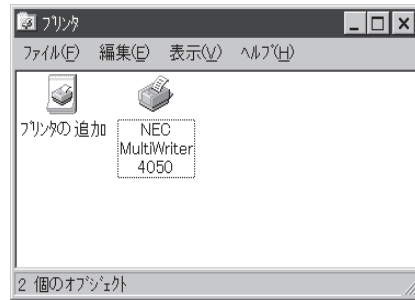 プリンタ
ファイル(F) 編集(E) 表示(V) ヘルプ(H)
プリンタの追加
NEC
MultiWriter
4050
2 個のオブジェクト